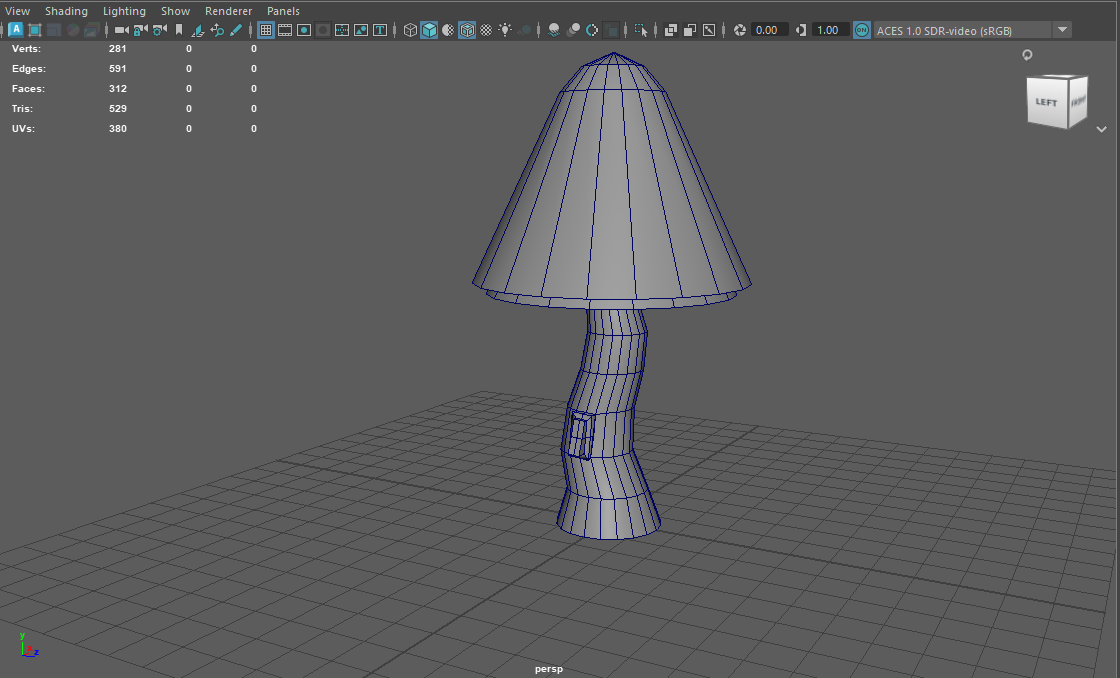 View Shading Lighting Show Renderer Panels
A T 0.00 1.00 ON ACES 1.0 SDR-video (sRGB)
Verts: 281 0 0
Edges: 591 0 0
Faces: 312 0 0
Tris: 529 0 0
UVs: 380 0 0
LEFT
y
z
persp